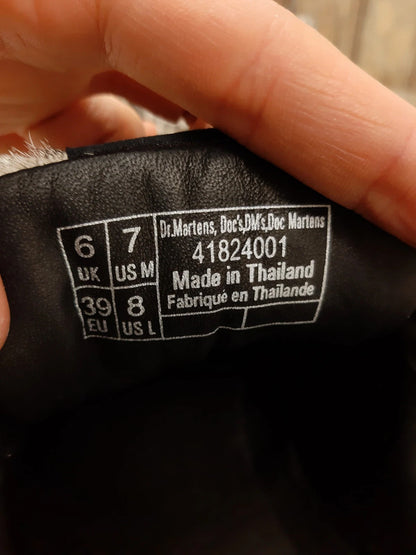 6 UK
7 US M
39 EU
8 US L
Dr.Martens, Doc's,DM's,Doc Martens
41824001
Made in Thailand
Fabriqué en Thaïlande